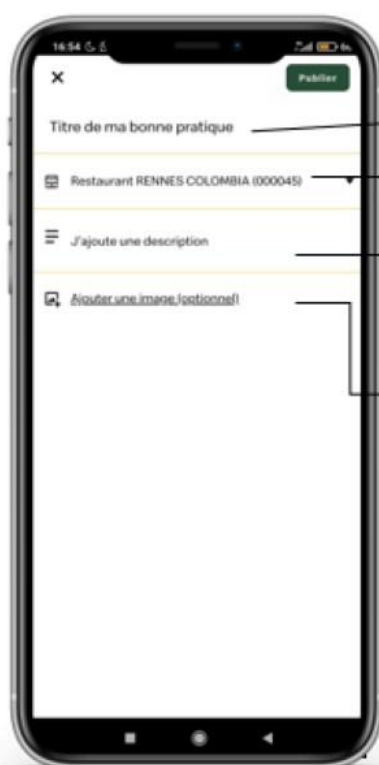 16:54
Publier
Titre de ma bonne pratique
Restaurant RENNES COLOMBIA (000045)
J'ajoute une description
Ajouter une image (optionnel)